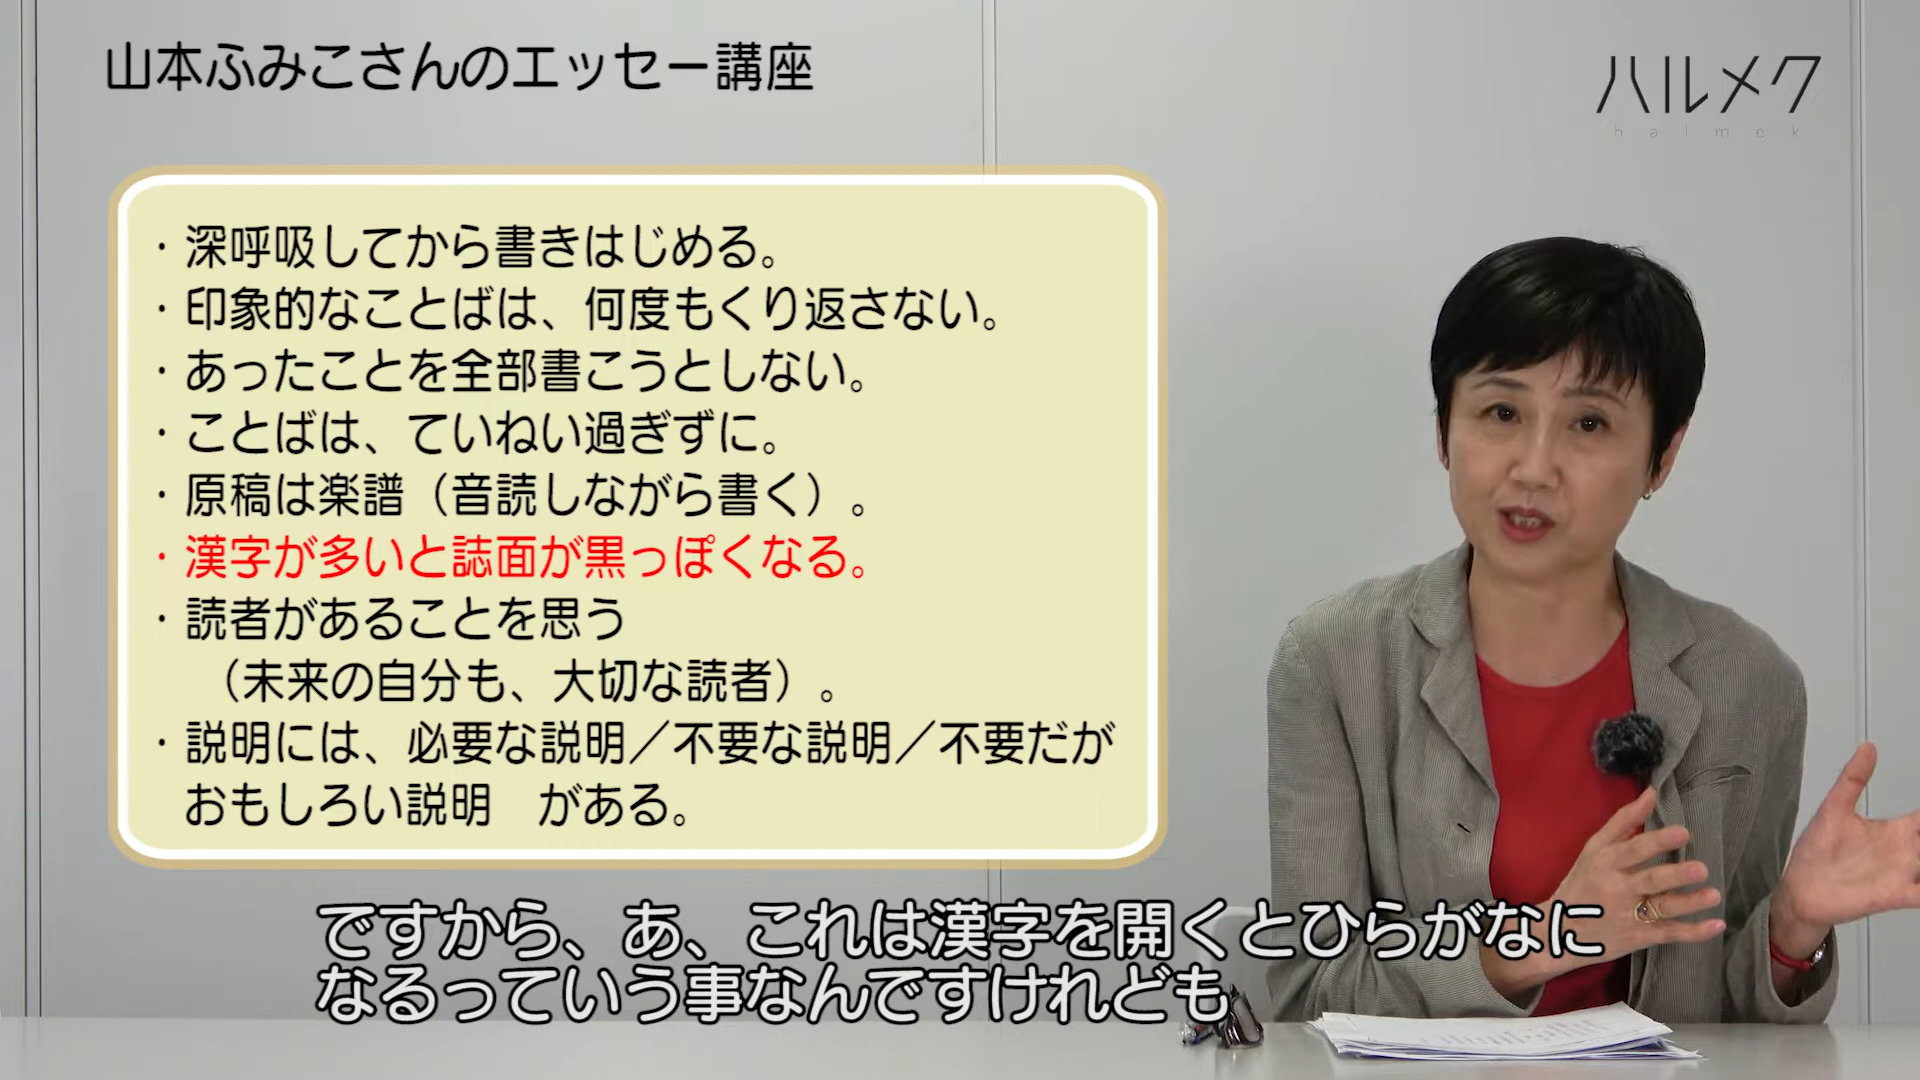 山本ふみこさんのエッセー講座
ハルメク
halmek
・深呼吸してから書きはじめる。
・印象的なことばは、何度もくり返さない。
・あったことを全部書こうとしない。
・ことばは、ていねい過ぎずに。
・原稿は楽譜（音読しながら書く）。
・漢字が多いと誌面が黒っぽくなる。
・読者があることを思う
（未来の自分も、大切な読者）。
・説明には、必要な説明／不要な説明／不要だが
おもしろい説明　がある。
ですから、あ、これは漢字を開くとひらがなに
なるっていう事なんですけれども